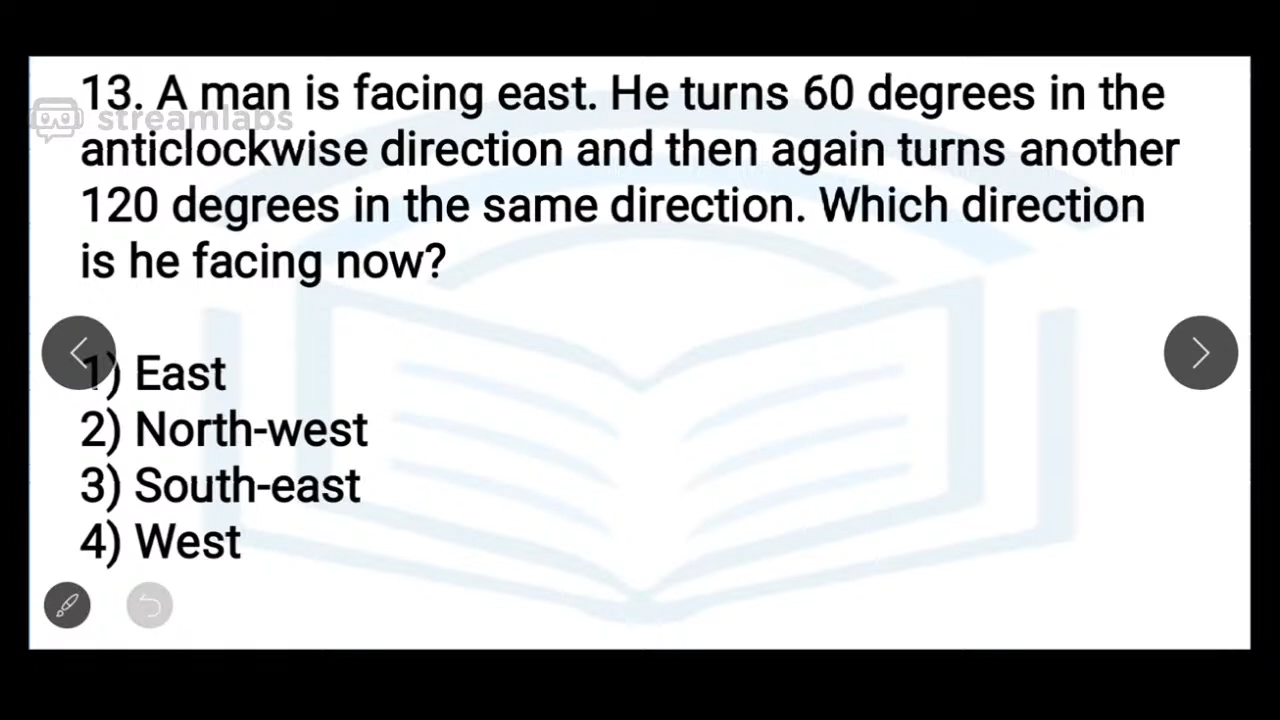 13. A man is facing east. He turns 60 degrees in the
streamlabs
anticlockwise direction and then again turns another
120 degrees in the same direction. Which direction
is he facing now?
1) East
2) North-west
3) South-east
4) West